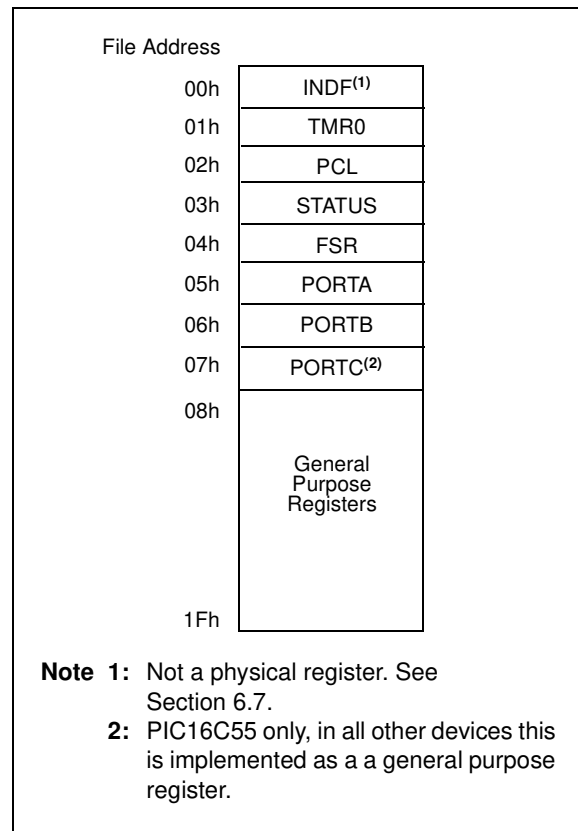 File Address
00h INDF(1)
01h TMR0
02h PCL
03h STATUS
04h FSR
05h PORTA
06h PORTB
07h PORTC(2)
08h
General
Purpose
Registers
1Fh
Note 1: Not a physical register. See
Section 6.7.
2: PIC16C55 only, in all other devices this
is implemented as a a general purpose
register.